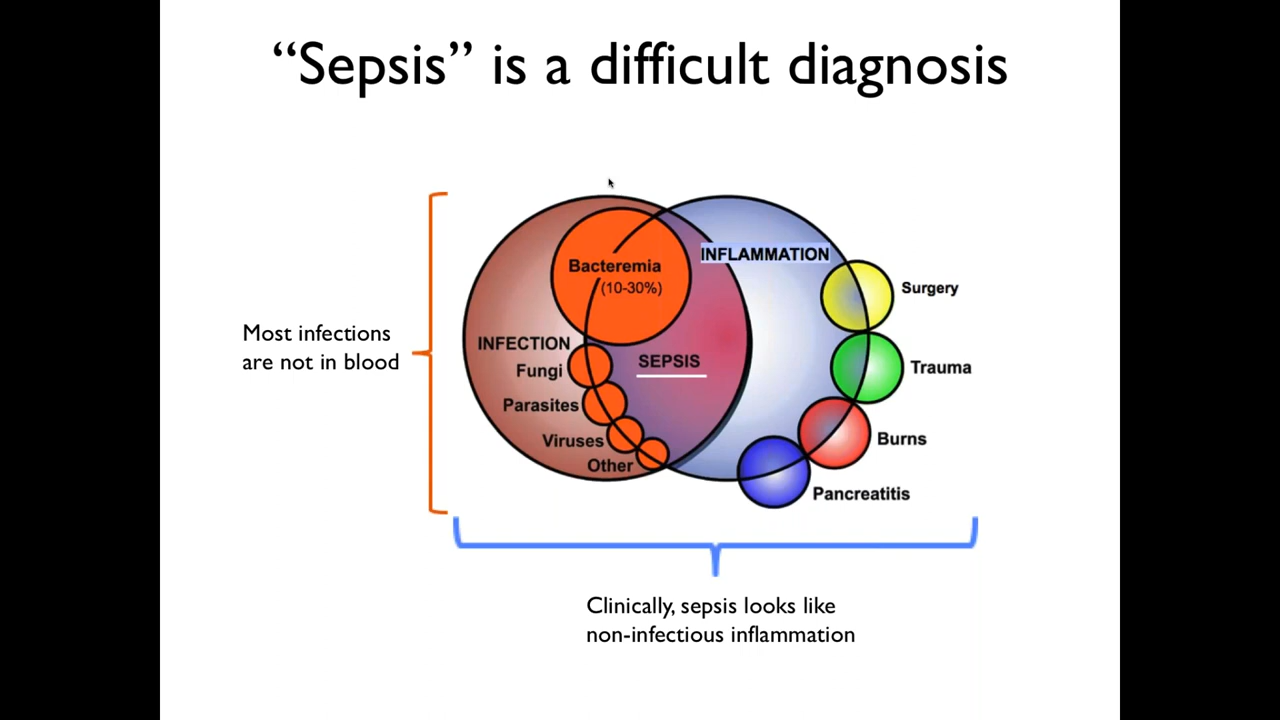 “Sepsis” is a difficult diagnosis
Bacteremia
(10-30%)
INFLAMMATION
Surgery
Most infections
are not in blood
INFECTION
SEPSIS
Fungi
Trauma
Parasites
Viruses
Burns
Other
Pancreatitis
Clinically, sepsis looks like
non-infectious inflammation